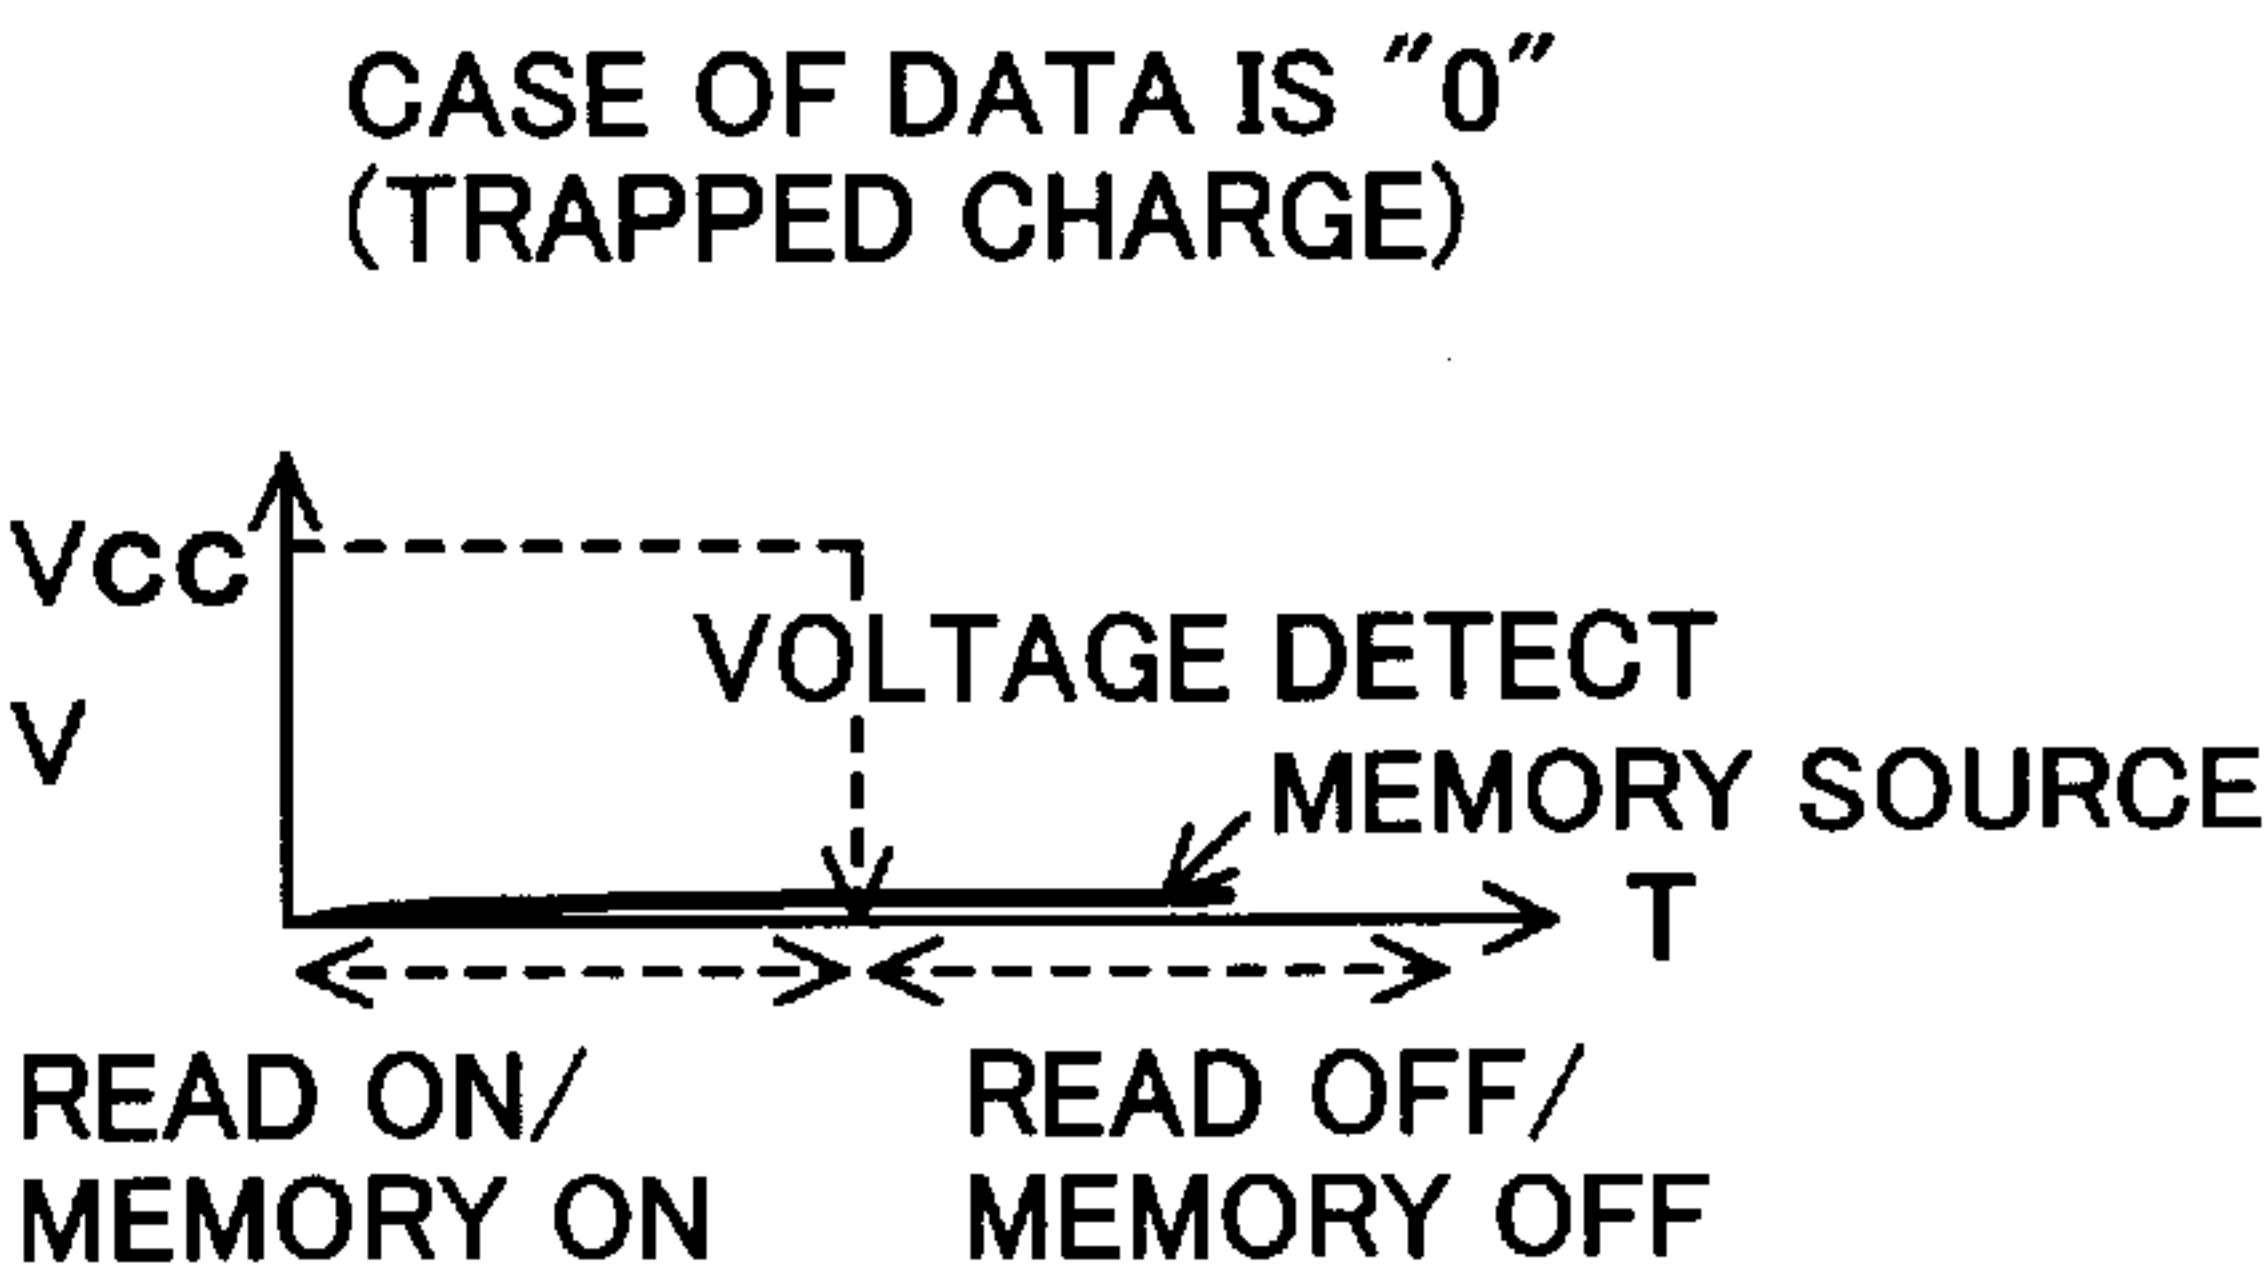 CASE OF DATA IS "0"
(TRAPPED CHARGE)
Vcc
VOLTAGE DETECT
V
MEMORY SOURCE
T
READ ON/
MEMORY ON
READ OFF/
MEMORY OFF